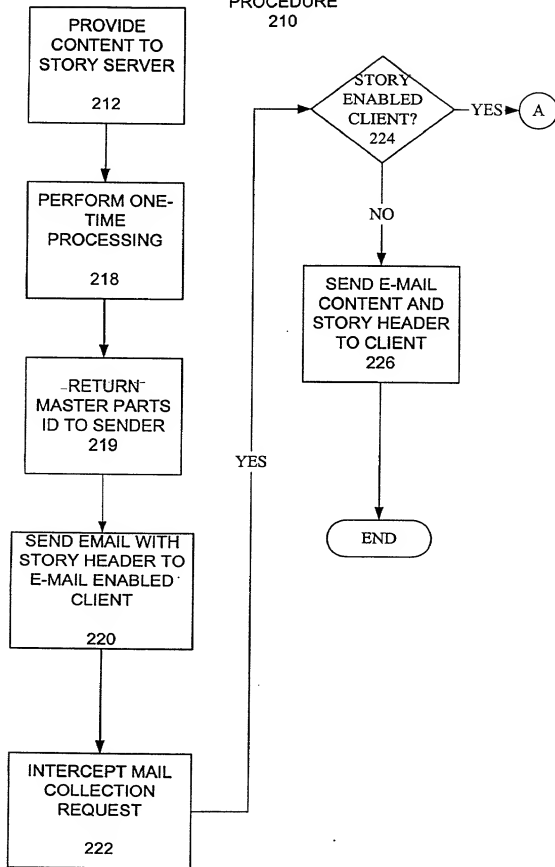 PROCEDURE
210
PROVIDE
CONTENT TO
STORY SERVER
212
PERFORM ONE-
TIME
PROCESSING
218
RETURN
MASTER PARTS
ID TO SENDER
219
SEND EMAIL WITH
STORY HEADER TO
E-MAIL ENABLED
CLIENT
220
INTERCEPT MAIL
COLLECTION
REQUEST
222
YES
STORY
ENABLED
CLIENT?
224
YES
A
NO
SEND E-MAIL
CONTENT AND
STORY HEADER
TO CLIENT
226
END